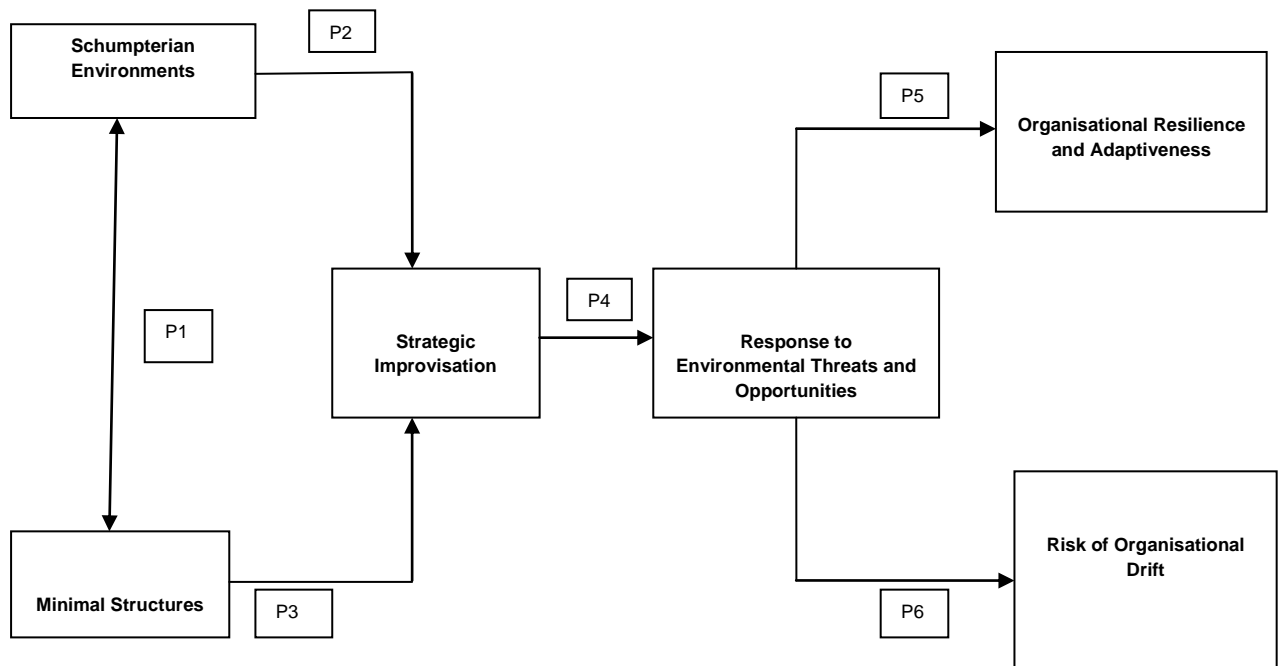 Schumpterian
Environments
P2
P5
Organisational Resilience
and Adaptiveness
P1
Strategic
Improvisation
P4
Response to
Environmental Threats and
Opportunities
Minimal Structures
P3
Risk of Organisational
Drift
P6